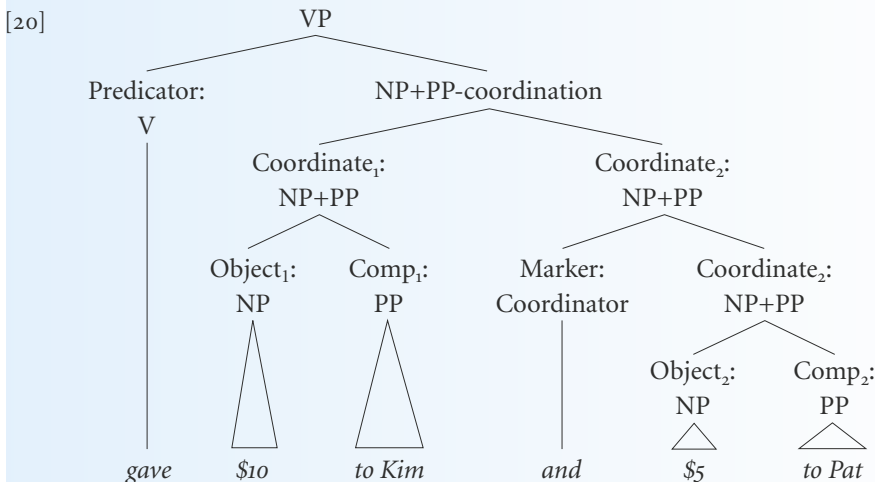 [20]
VP
Predicator: NP+PP-coordination
V
Coordinate₁: Coordinate₂:
NP+PP NP+PP
Object₁: Comp₁: Marker: Coordinate₂:
NP PP Coordinator NP+PP
Object₂: Comp₂:
NP PP
gave $10 to Kim and $5 to Pat